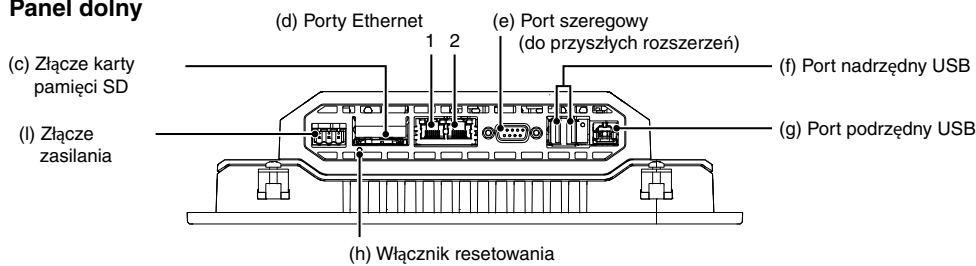 Panel dolny
(d) Porty Ethernet
1 2
(e) Port szeregowy
(do przyszłych rozszerzeń)
(c) Złącze karty
pamięci SD
(f) Port nadrzędny USB
(l) Złącze
zasilania
(g) Port podrzędny USB
(h) Włącznik resetowania